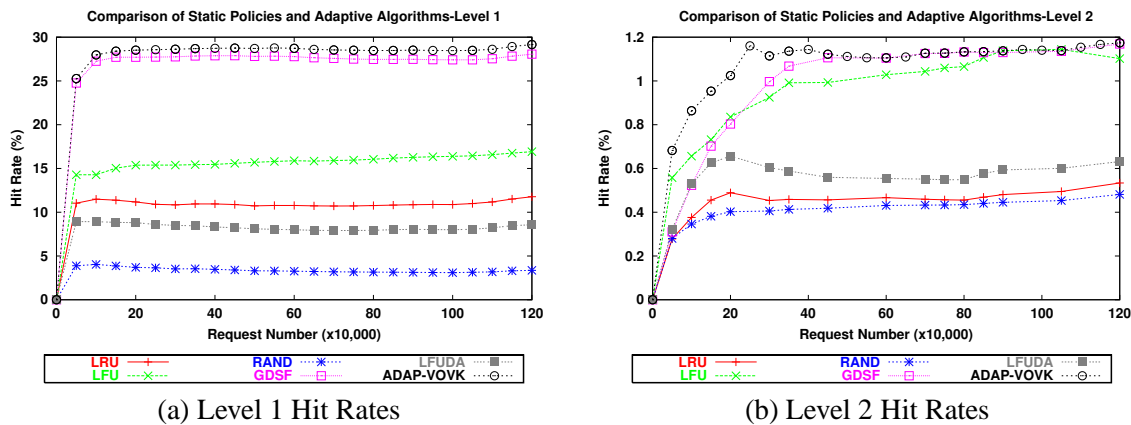 Comparison of Static Policies and Adaptive Algorithms-Level 1
30
25
20
15
10
5
0
Hit Rate (%)
0 20 40 60 80 100 120
Request Number (x10,000)
LRU RAND LFUDA
LFU GDSF ADAP-VOVK
(a) Level 1 Hit Rates
Comparison of Static Policies and Adaptive Algorithms-Level 2
1.2
1
0.8
0.6
0.4
0.2
0
Hit Rate (%)
0 20 40 60 80 100 120
Request Number (x10,000)
LRU RAND LFUDA
LFU GDSF ADAP-VOVK
(b) Level 2 Hit Rates